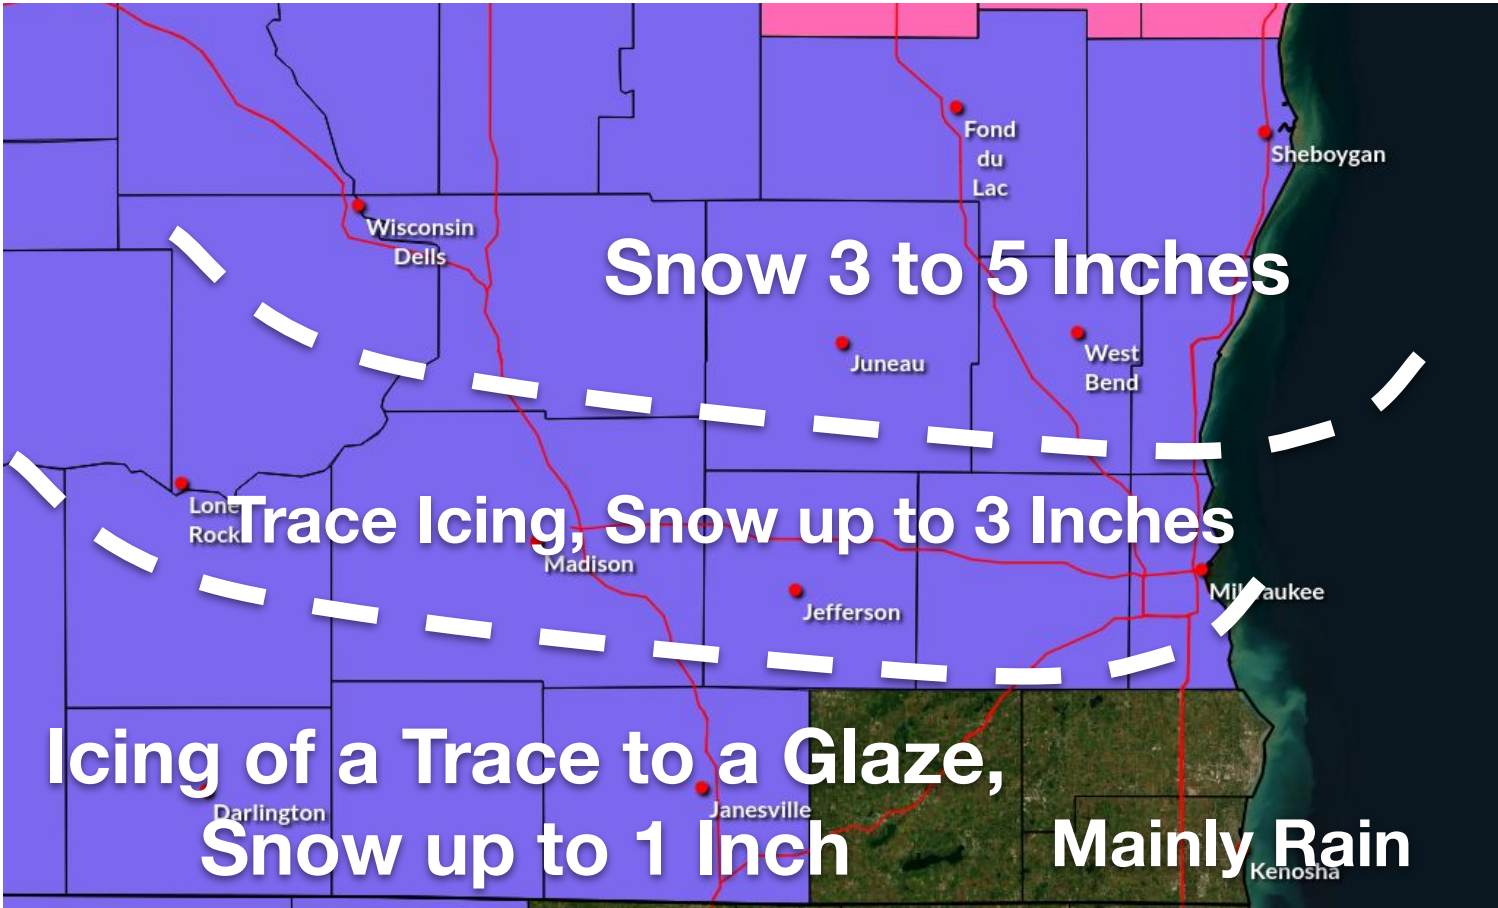 Fond
du
Lac
Sheboygan
Wisconsin
Dells
Snow 3 to 5 Inches
Juneau
West
Bend
Lone
Rock
Trace Icing, Snow up to 3 Inches
Madison
Milwaukee
Jefferson
Icing of a Trace to a Glaze,
Snow up to 1 Inch
Darlington
Janesville
Mainly Rain
Kenosha